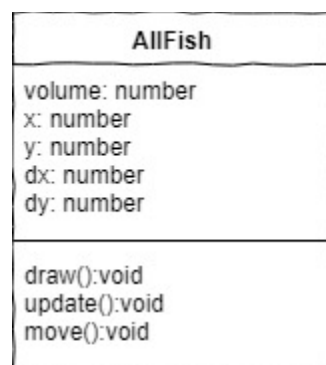 AllFish
volume: number
x: number
y: number
dx: number
dy: number
draw():void
update():void
move():void